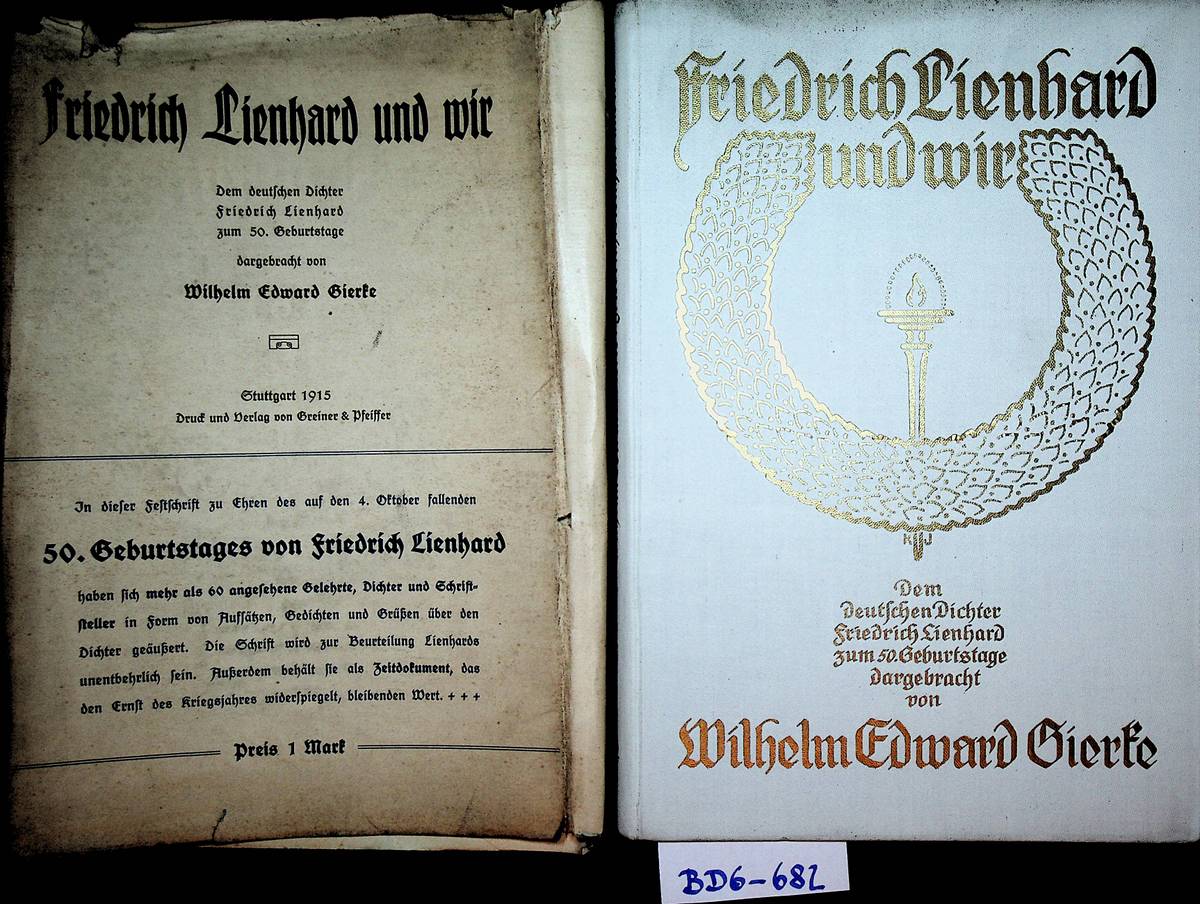 Friedrich Lienhard und wir
Dem deutschen Dichter
Friedrich Lienhard
zum 50. Geburtstage
dargebracht von
Wilhelm Edward Gierke
Stuttgart 1915
Druck und Verlag von Greiner & Pfeiffer
In dieser Festschrift zu Ehren des auf den 4. Oktober fallenden
50. Geburtstages von Friedrich Lienhard
haben sich mehr als 60 angesehene Gelehrte, Dichter und Schrift-
steller in Form von Aufsätzen, Gedichten und Grüßen über den
Dichter geäußert. Die Schrift wird zur Beurteilung Lienhards
unentbehrlich sein. Außerdem behält sie als Zeitdokument, das
den Ernst des Kriegsjahres widerspiegelt, bleibenden Wert. + + +
Preis 1 Mark
Friedrich Lienhard
und wir
K J
Dem
Deutschen Dichter
Friedrich Lienhard
zum 50. Geburtstage
dargebracht
von
Wilhelm Edward Gierke
BD6-682